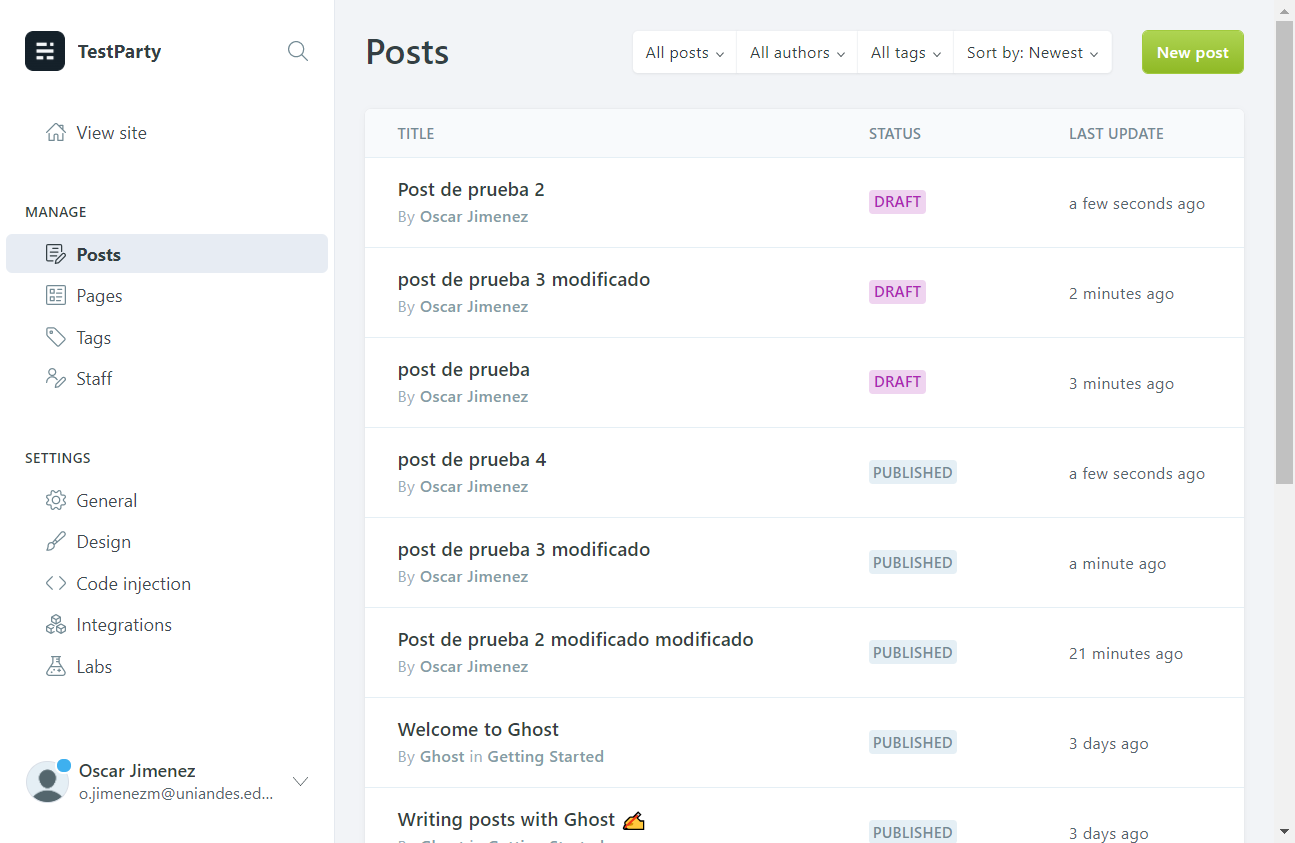 TestParty
View site
MANAGE
Posts
Pages
Tags
Staff
SETTINGS
General
Design
Code injection
Integrations
Labs
Oscar Jimenez
o.jimenezm@uniandes.ed...
Posts
All posts All authors All tags Sort by: Newest New post
TITLE STATUS LAST UPDATE
Post de prueba 2
By Oscar Jimenez
DRAFT a few seconds ago
post de prueba 3 modificado
By Oscar Jimenez
DRAFT 2 minutes ago
post de prueba
By Oscar Jimenez
DRAFT 3 minutes ago
post de prueba 4
By Oscar Jimenez
PUBLISHED a few seconds ago
post de prueba 3 modificado
By Oscar Jimenez
PUBLISHED a minute ago
Post de prueba 2 modificado modificado
By Oscar Jimenez
PUBLISHED 21 minutes ago
Welcome to Ghost
By Ghost in Getting Started
PUBLISHED 3 days ago
Writing posts with Ghost ✍️
PUBLISHED 3 days ago